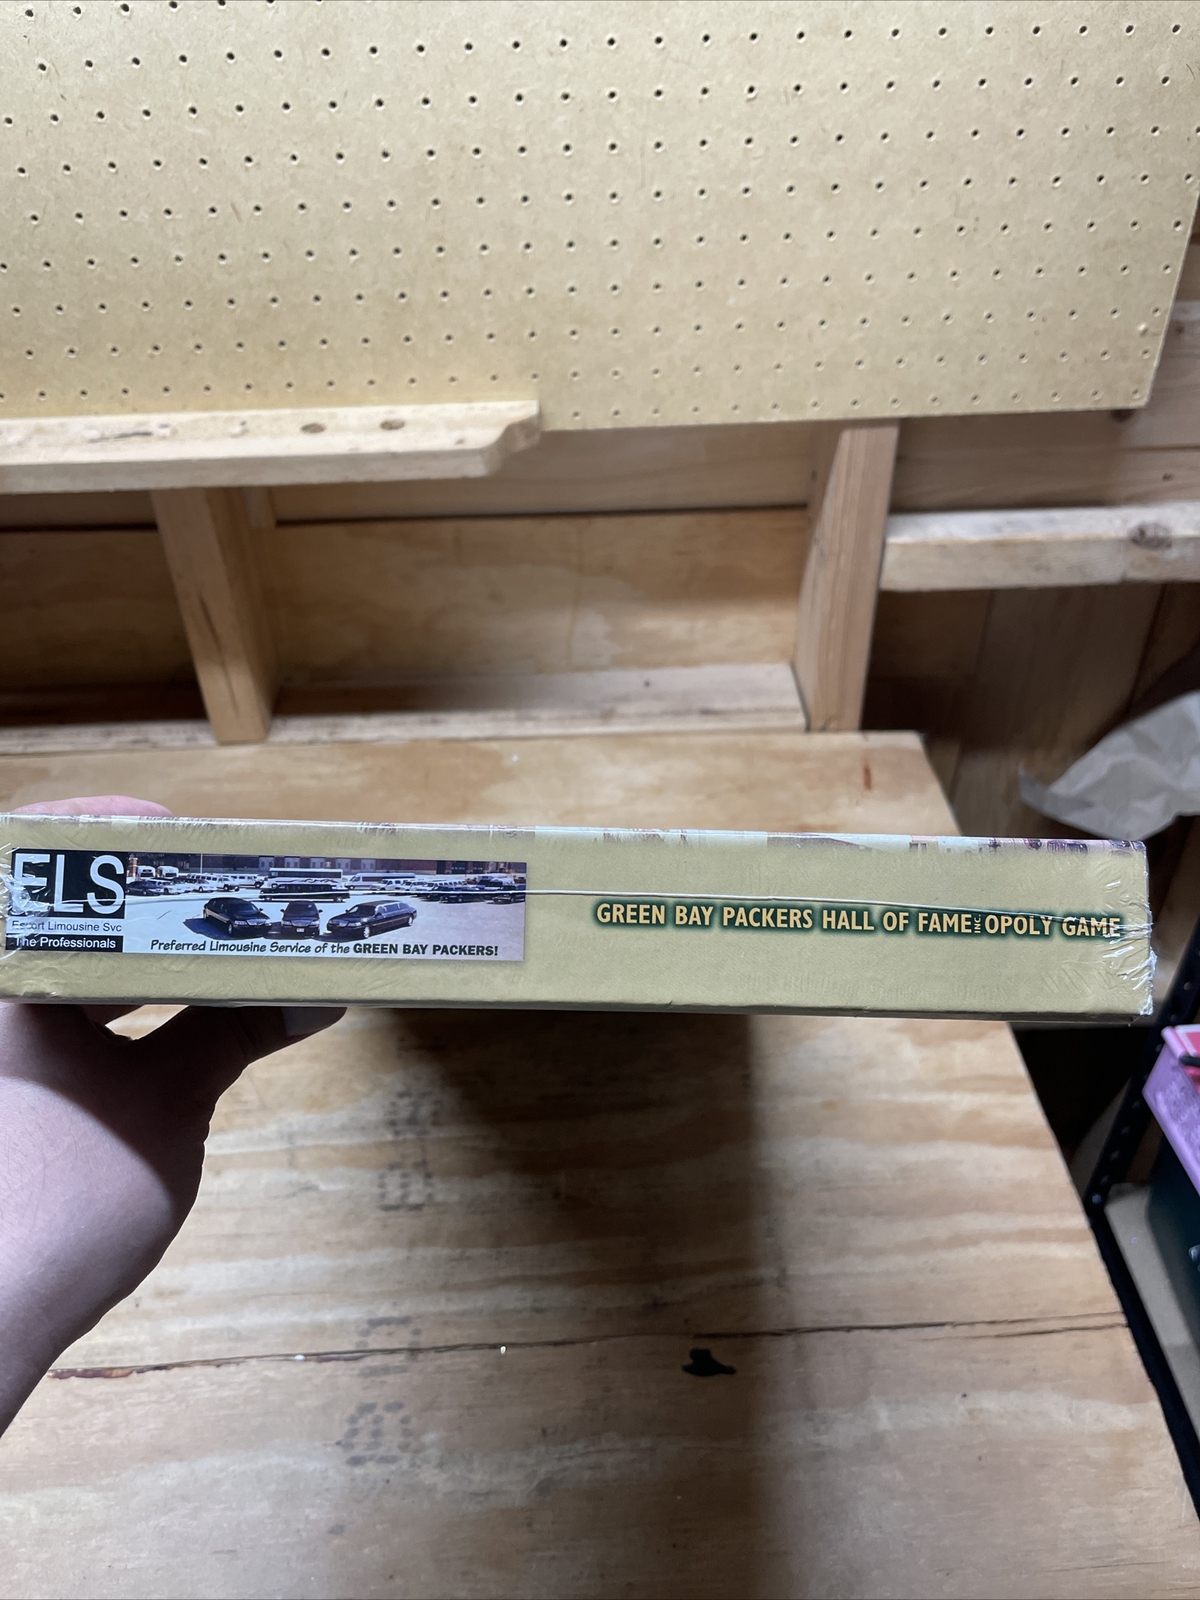 ELS
Escort Limousine Svc
The Professionals
Preferred Limousine Service of the GREEN BAY PACKERS!
GREEN BAY PACKERS HALL OF FAME INC. OPOLY GAME